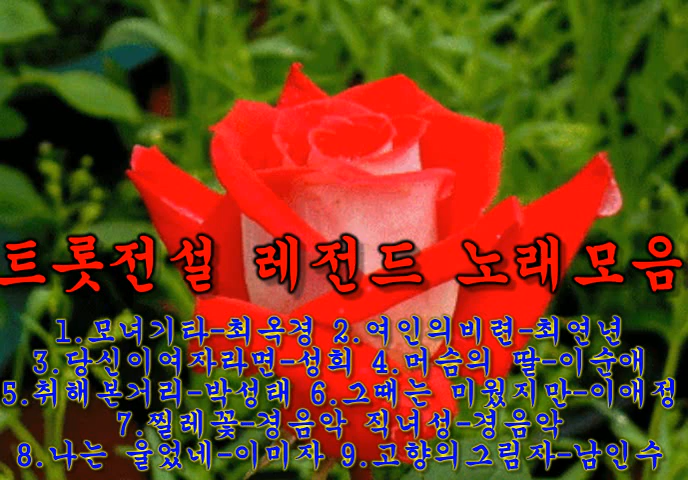 트롯전설 레전드 노래모음
1.모녀기타-최옥경 2.여인의비련-최연년
3.당신이여자라면-성희 4.머슴의 딸-이순애
5.취해본거리-박성태 6.그때는 미웠지만-이애정
7.찔레꽃-경음악 직녀성-경음악
8.나는 울었네-이미자 9.고향의그림자-남인수